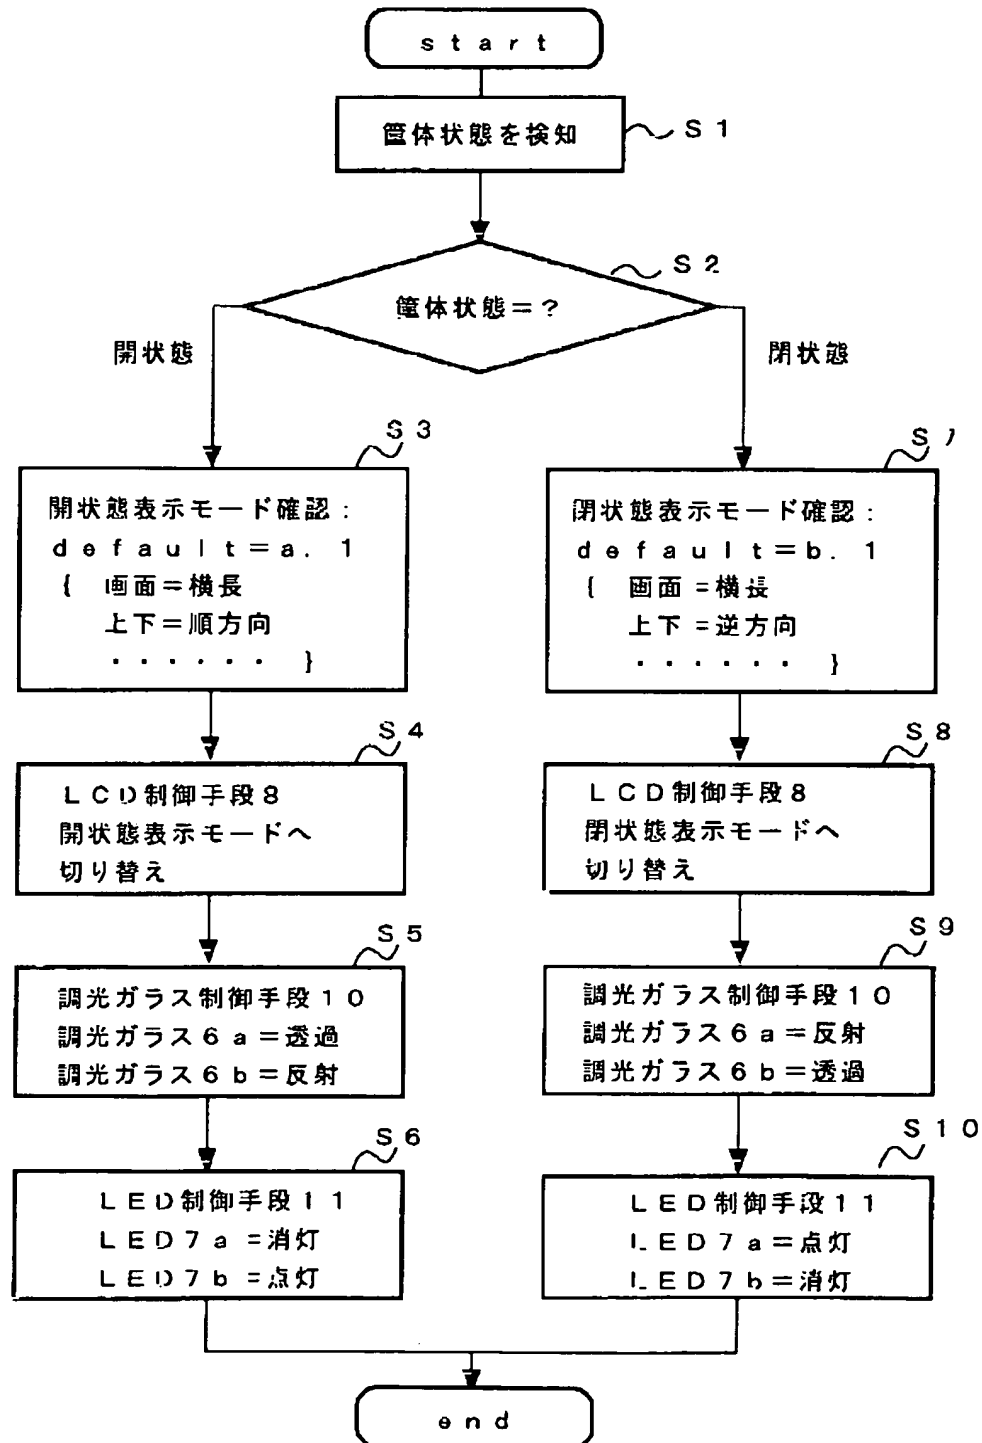 start
筐体状態を検知
S1
S2
筐体状態=?
開状態
閉状態
S3
開状態表示モード確認:
default=a.1
{ 画面=横長
上下=順方向
・・・・・・ }
S4
LCD制御手段8
開状態表示モードへ
切り替え
S5
調光ガラス制御手段10
調光ガラス6a=透過
調光ガラス6b=反射
S6
LED制御手段11
LED7a=消灯
LED7b=点灯
S7
閉状態表示モード確認:
default=b.1
{ 画面=横長
上下=逆方向
・・・・・・ }
S8
LCD制御手段8
閉状態表示モードへ
切り替え
S9
調光ガラス制御手段10
調光ガラス6a=反射
調光ガラス6b=透過
S10
LED制御手段11
LED7a=点灯
LED7b=消灯
end